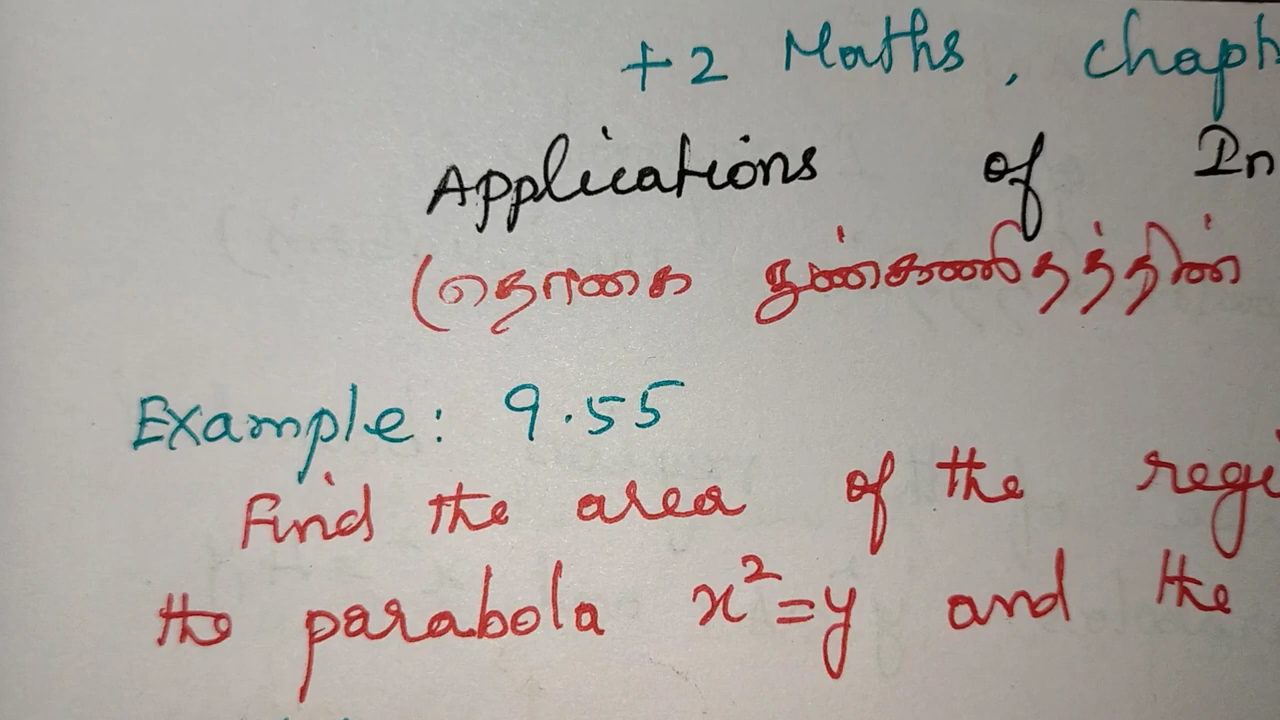 +2 Maths, Chapt
Applications of In
(தொகை நுண்கணிதத்தின்
Example: 9.55
Find the area of the regi
the parabola x²=y and the